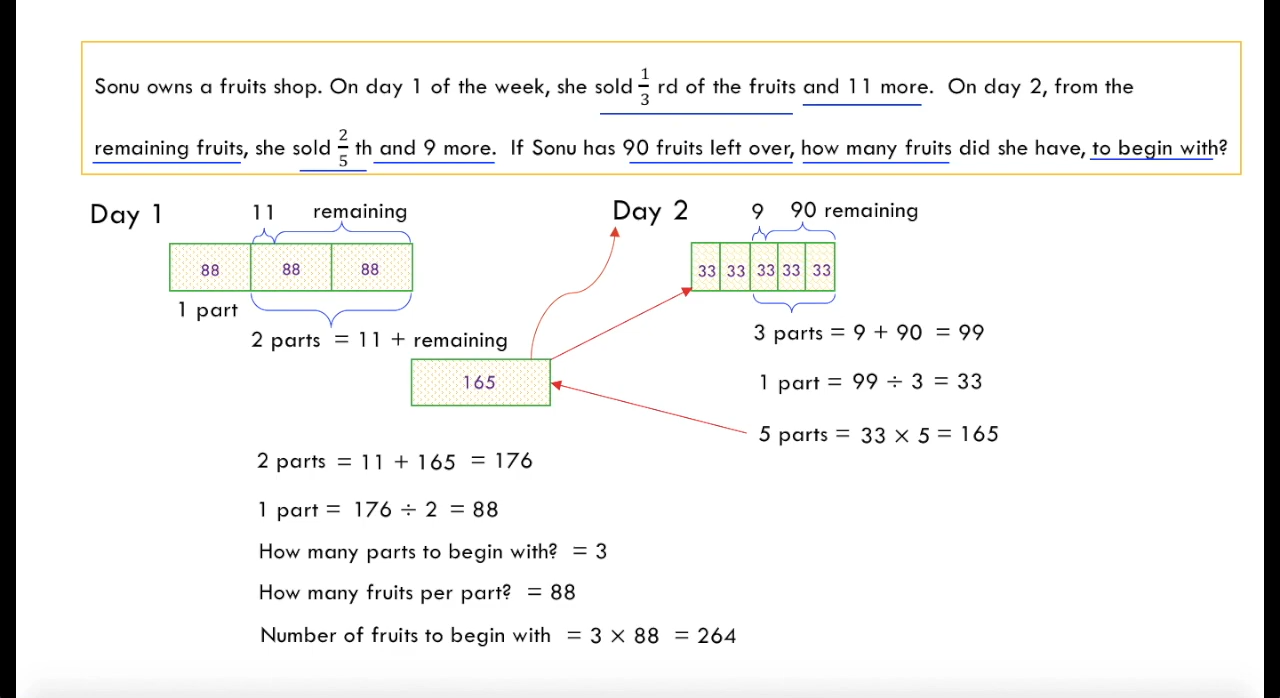 Sonu owns a fruits shop. On day 1 of the week, she sold 1/3 rd of the fruits and 11 more. On day 2, from the
remaining fruits, she sold 2/5 th and 9 more. If Sonu has 90 fruits left over, how many fruits did she have, to begin with?
Day 1
11 remaining
88 88 88
1 part
2 parts = 11 + remaining
165
Day 2
9 90 remaining
33 33 33 33 33
3 parts = 9 + 90 = 99
1 part = 99 ÷ 3 = 33
5 parts = 33 × 5 = 165
2 parts = 11 + 165 = 176
1 part = 176 ÷ 2 = 88
How many parts to begin with? = 3
How many fruits per part? = 88
Number of fruits to begin with = 3 × 88 = 264